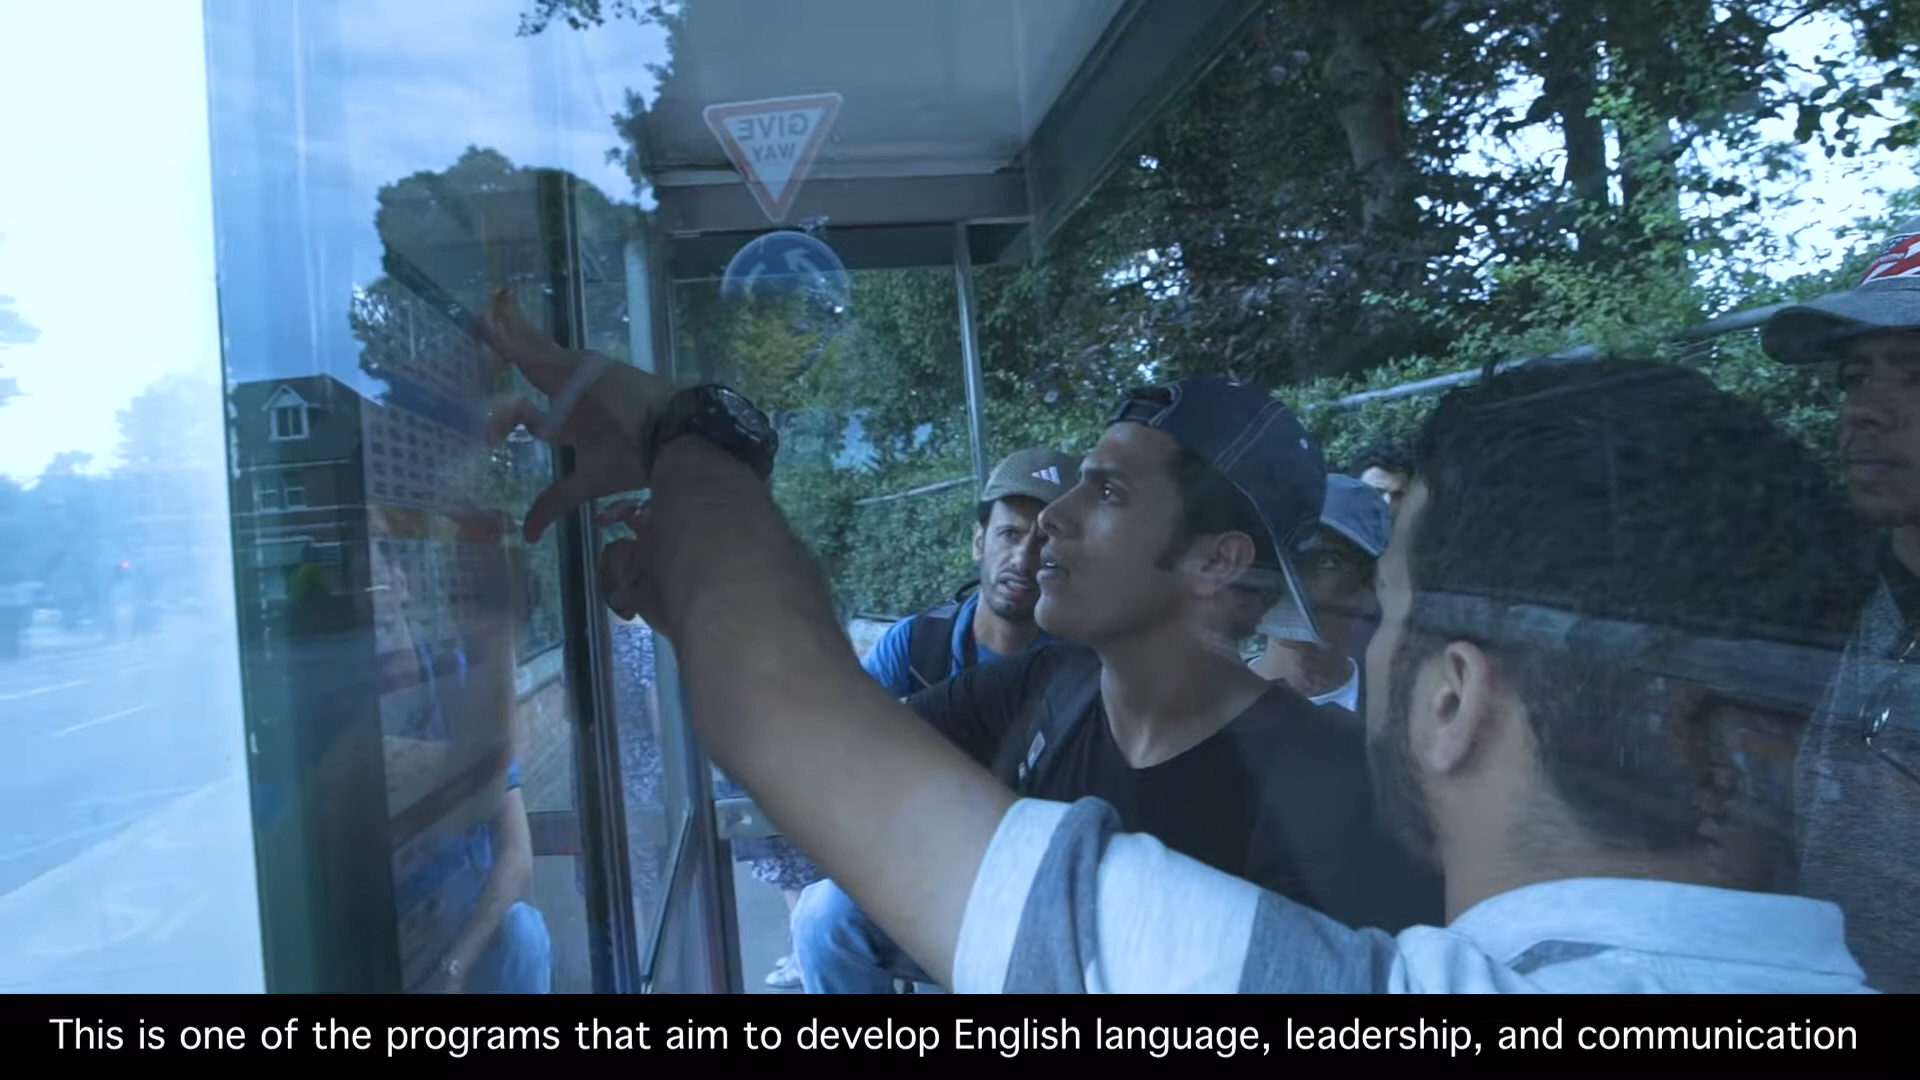 GIVE
WAY
This is one of the programs that aim to develop English language, leadership, and communication